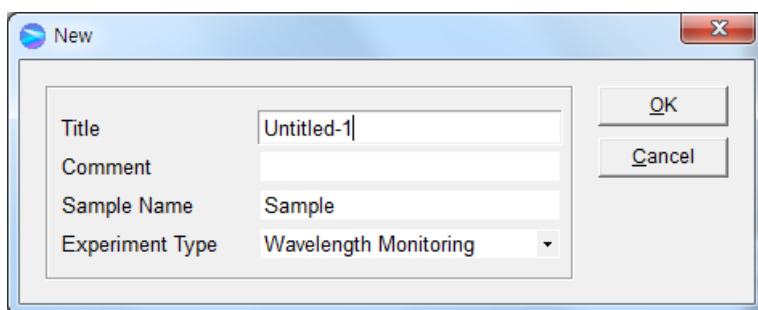 New
Title Untitled-1
OK
Comment
Cancel
Sample Name Sample
Experiment Type Wavelength Monitoring